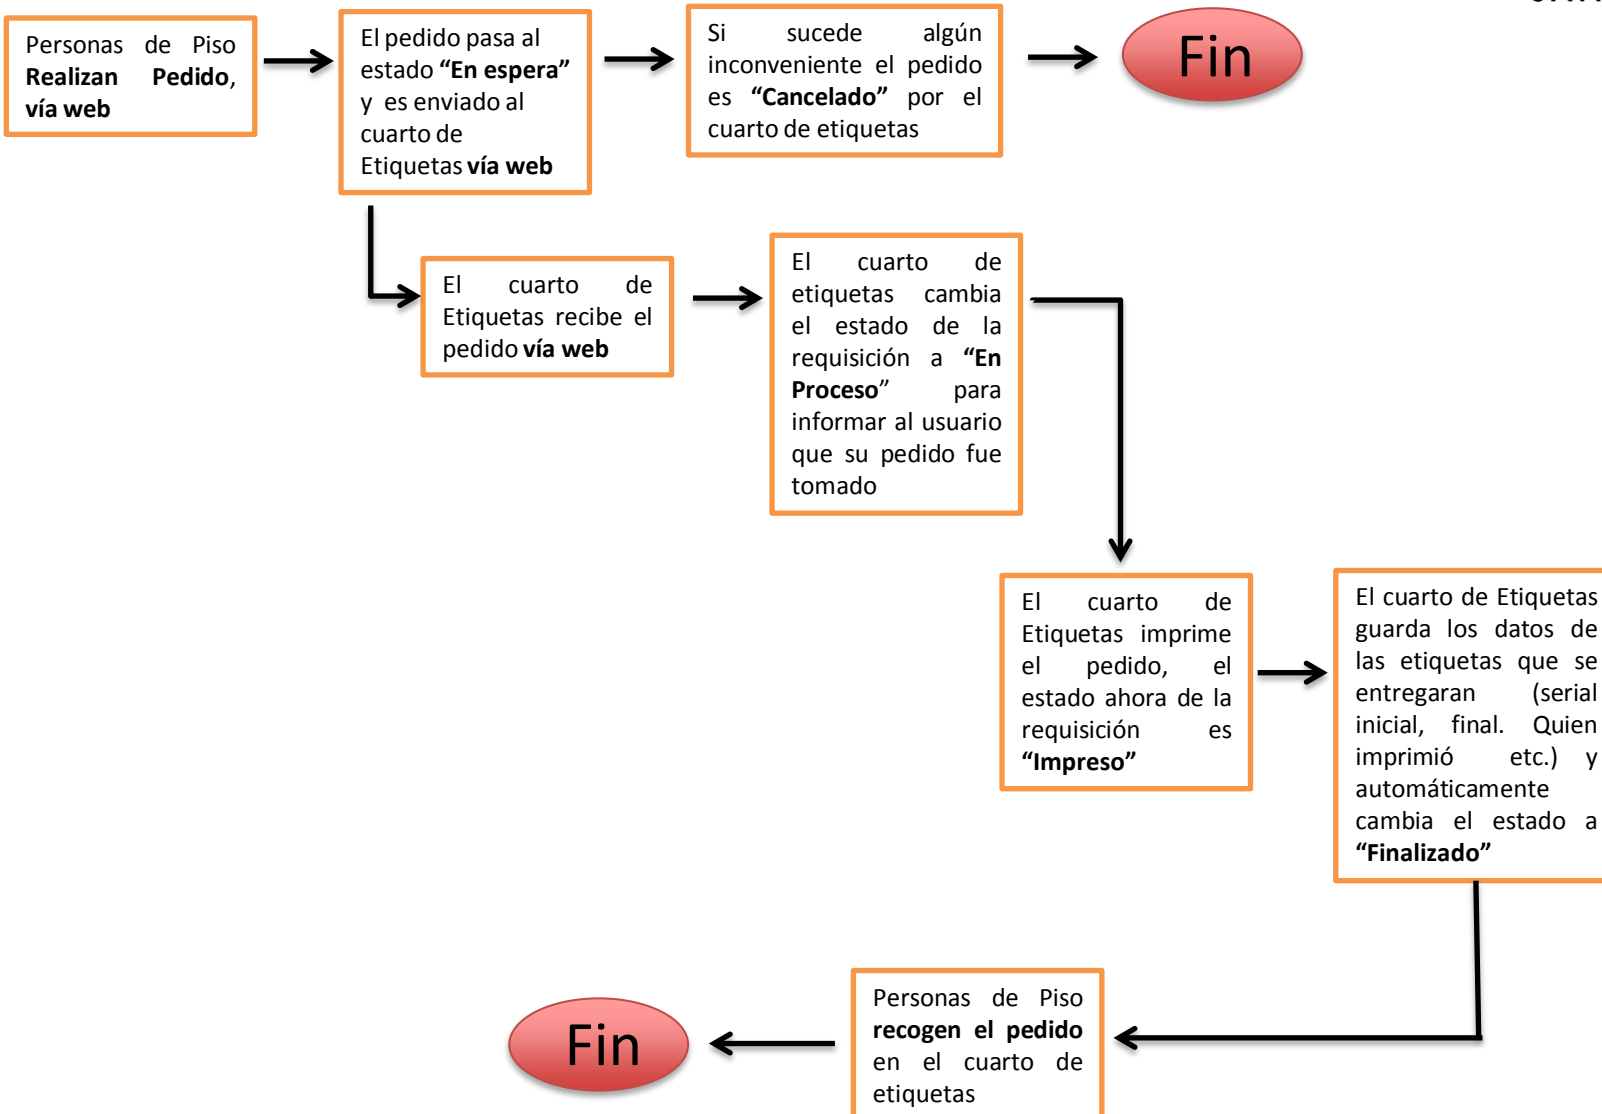 Personas de Piso
Realizan Pedido,
vía web
El pedido pasa al
estado “En espera”
y es enviado al
cuarto de
Etiquetas vía web
Si sucede algún
inconveniente el pedido
es “Cancelado” por el
cuarto de etiquetas
Fin
El cuarto de
Etiquetas recibe el
pedido vía web
El cuarto de
etiquetas cambia
el estado de la
requisición a “En
Proceso” para
informar al usuario
que su pedido fue
tomado
El cuarto de
Etiquetas imprime
el pedido, el
estado ahora de la
requisición es
“Impreso”
El cuarto de Etiquetas
guarda los datos de
las etiquetas que se
entregaran (serial
inicial, final. Quien
imprimió etc.) y
automáticamente
cambia el estado a
“Finalizado”
Personas de Piso
recogen el pedido
en el cuarto de
etiquetas
Fin